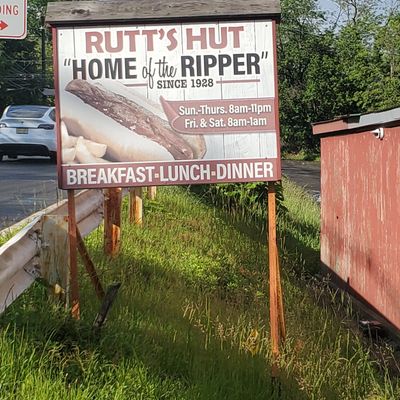 DING
RUTT'S HUT
"HOME of the RIPPER"
SINCE 1928
Sun.-Thurs. 8am-11pm
Fri. & Sat. 8am-1am
BREAKFAST-LUNCH-DINNER